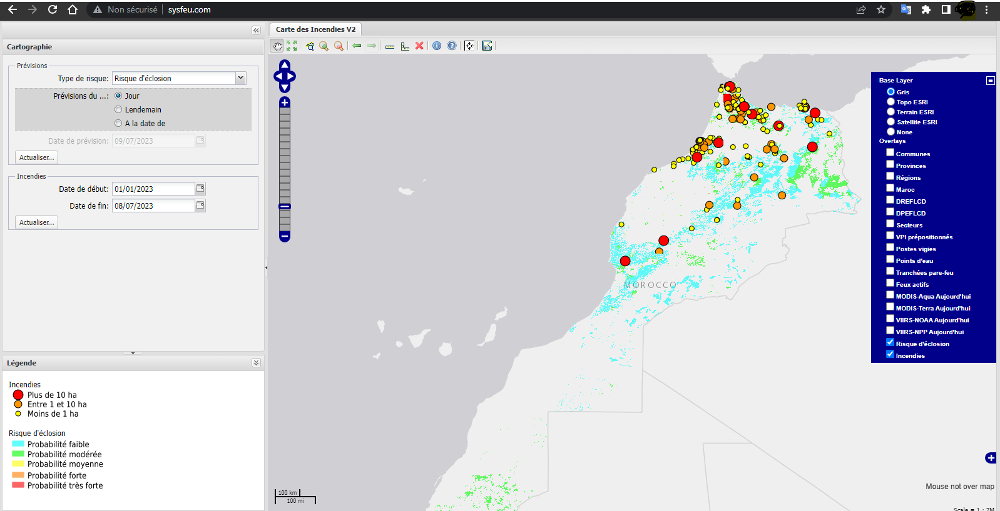 Non sécurisé
sysfeu.com
Carte des Incendies V2
Cartographie
Prévisions
Type de risque: Risque d'éclosion
Prévisions du ...: Jour
Lendemain
A la date de
Date de prévision: 09/07/2023
Actualiser...
Incendies
Date de début: 01/01/2023
Date de fin: 08/07/2023
Actualiser...
Légende
Incendies
Plus de 10 ha
Entre 1 et 10 ha
Moins de 1 ha
Risque d'éclosion
Probabilité faible
Probabilité modérée
Probabilité moyenne
Probabilité forte
Probabilité très forte
MOROCCO
100 km
100 mi
Base Layer
Gris
Topo ESRI
Terrain ESRI
Satellite ESRI
None
Overlays
Communes
Provinces
Régions
Maroc
DREFLCD
DPEFLCD
Secteurs
VPI prépositionnés
Postes vigies
Points d'eau
Tranchées pare-feu
Feux actifs
MODIS-Aqua Aujourd'hui
MODIS-Terra Aujourd'hui
VIIRS-NOAA Aujourd'hui
VIIRS-NPP Aujourd'hui
Risque d'éclosion
Incendies
Mouse not over map
Scale = 1 : 7M